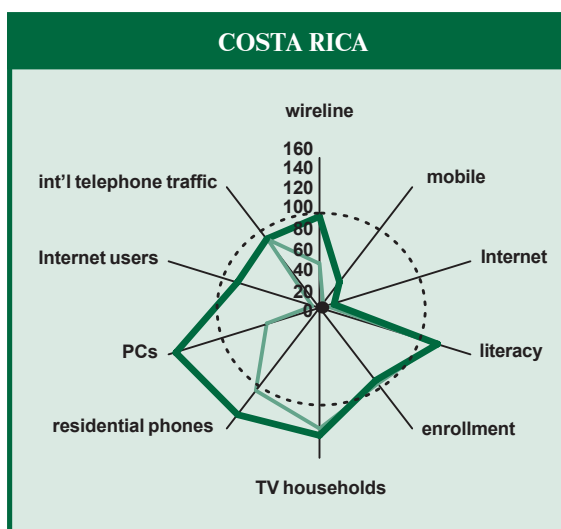 COSTA RICA
wireline
160
140
120
100
80
60
40
20
0
int'l telephone traffic
mobile
Internet users
Internet
PCs
literacy
residential phones
enrollment
TV households